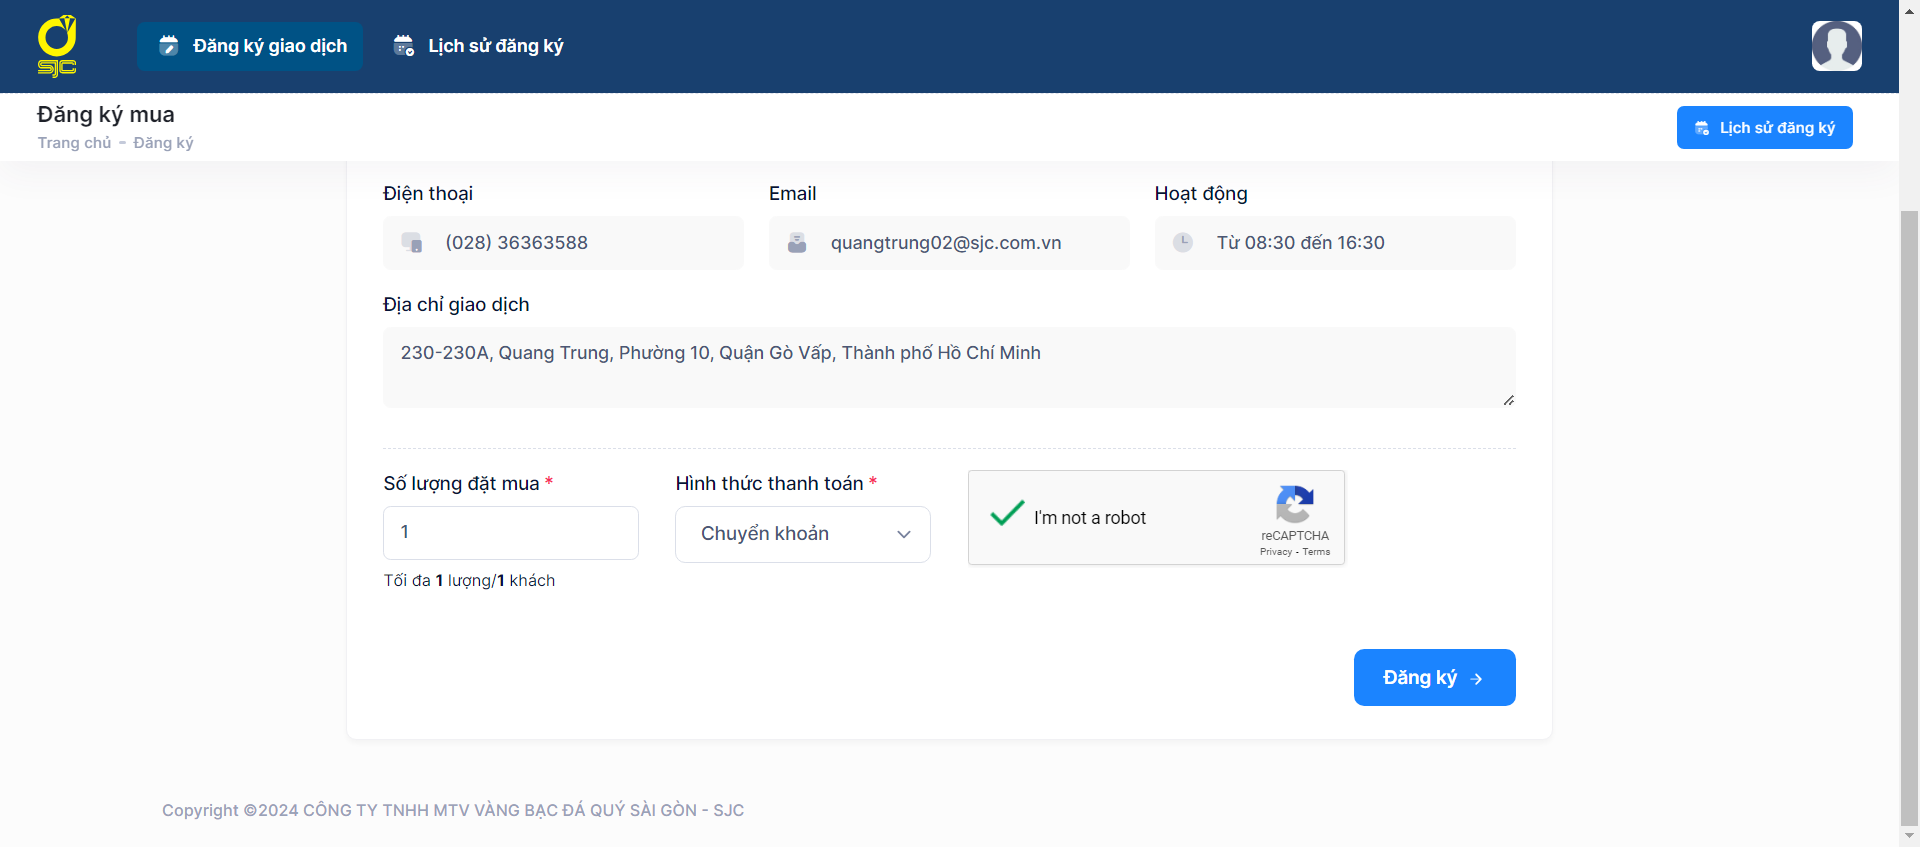 SJC
Đăng ký giao dịch
Lịch sử đăng ký
Đăng ký mua
Trang chủ - Đăng ký
Lịch sử đăng ký
Điện thoại
Email
Hoạt động
(028) 36363588
quangtrung02@sjc.com.vn
Từ 08:30 đến 16:30
Địa chỉ giao dịch
230-230A, Quang Trung, Phường 10, Quận Gò Vấp, Thành phố Hồ Chí Minh
Số lượng đặt mua *
Hình thức thanh toán *
1
Chuyển khoản
I'm not a robot
reCAPTCHA
Privacy - Terms
Tối đa 1 lượng/1 khách
Đăng ký →
Copyright ©2024 CÔNG TY TNHH MTV VÀNG BẠC ĐÁ QUÝ SÀI GÒN - SJC